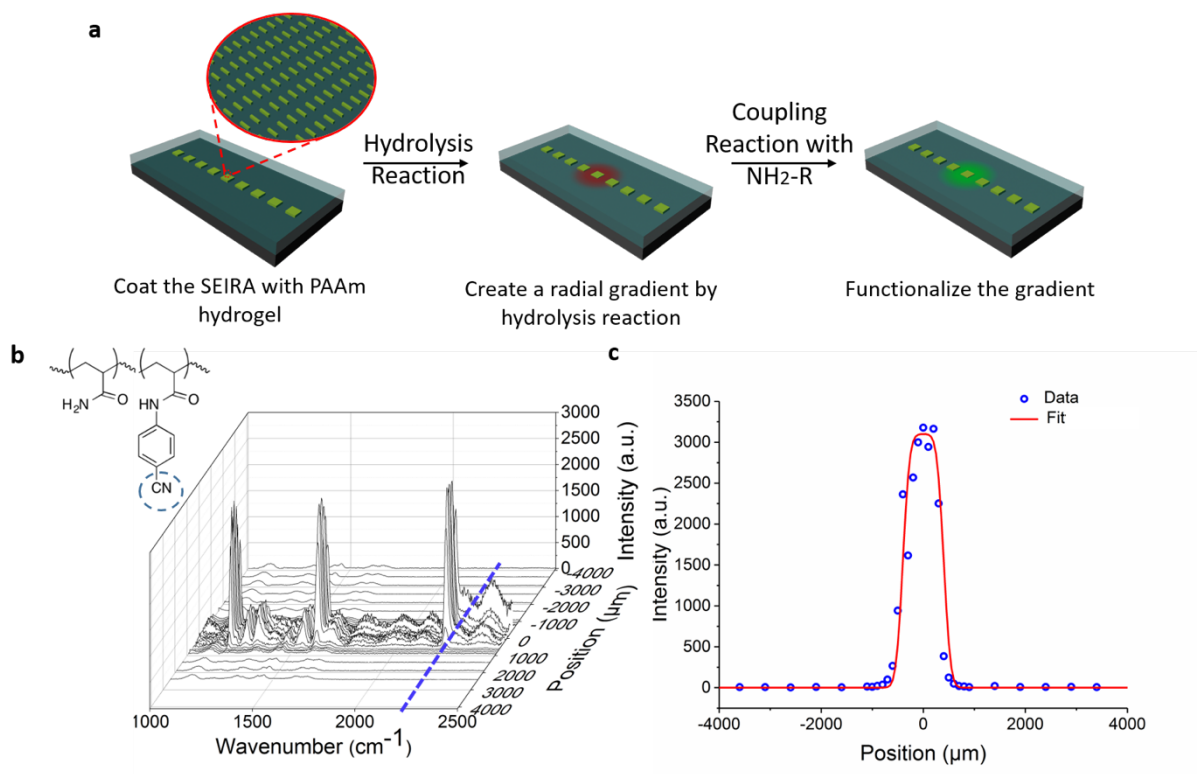 a
Hydrolysis
Reaction
Coupling
Reaction with
NH2-R
Coat the SEIRA with PAAm
hydrogel
Create a radial gradient by
hydrolysis reaction
Functionalize the gradient
b
H2N
O
HN
O
CN
3000
2500
2000
1500
1000
500
0
Intensity (a.u.)
-4000
-3000
-2000
-1000
0
1000
2000
3000
4000
Position (µm)
1000
1500
2000
2500
Wavenumber (cm-1)
c
Data
Fit
3500
3000
2500
2000
1500
1000
500
0
Intensity (a.u.)
-4000
-2000
0
2000
4000
Position (µm)